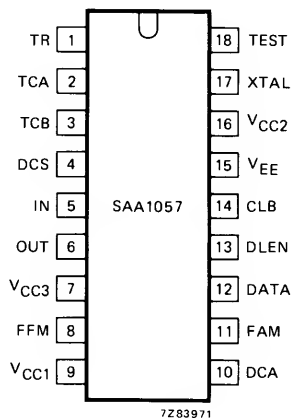 TR 1 18 TEST
TCA 2 17 XTAL
TCB 3 16 VCC2
DCS 4 15 VEE
IN 5 SAA1057 14 CLB
OUT 6 13 DLEN
VCC3 7 12 DATA
FFM 8 11 FAM
VCC1 9 10 DCA
7Z83971